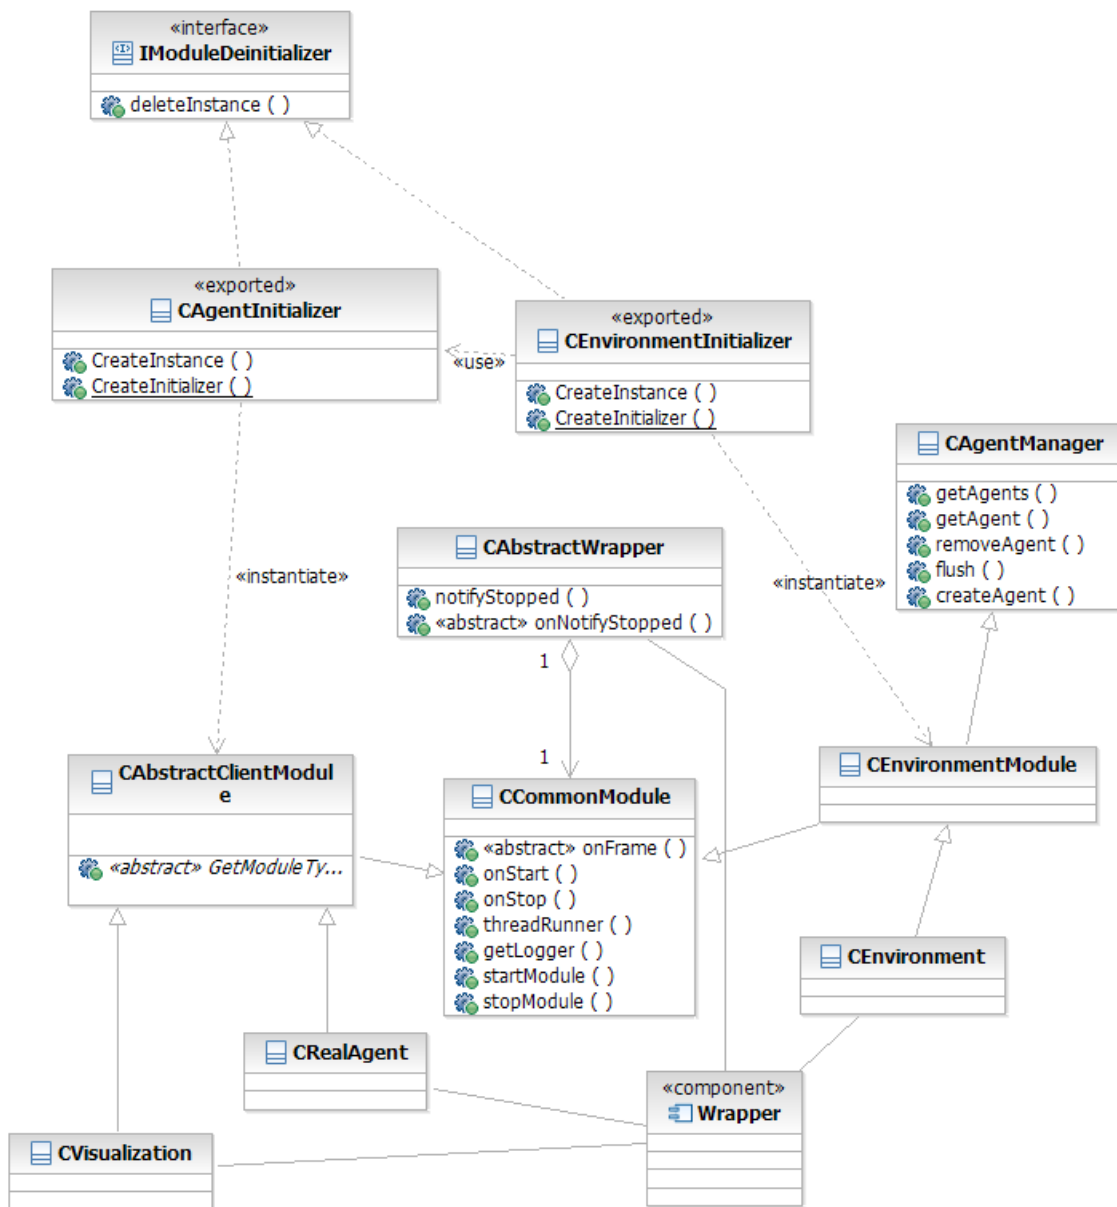 «interface»
IModuleDeinitializer
deleteInstance ( )
«exported»
CAgentInitializer
CreateInstance ( )
CreateInitializer ( )
«use»
«exported»
CEnvironmentInitializer
CreateInstance ( )
CreateInitializer ( )
CAgentManager
getAgents ( )
getAgent ( )
removeAgent ( )
flush ( )
createAgent ( )
«instantiate»
CAbstractWrapper
notifyStopped ( )
«abstract» onNotifyStopped ( )
«instantiate»
1
1
CAbstractClientModul
e
«abstract» GetModuleTy...
CCommonModule
«abstract» onFrame ( )
onStart ( )
onStop ( )
threadRunner ( )
getLogger ( )
startModule ( )
stopModule ( )
CEnvironmentModule
CEnvironment
CRealAgent
«component»
Wrapper
CVisualization